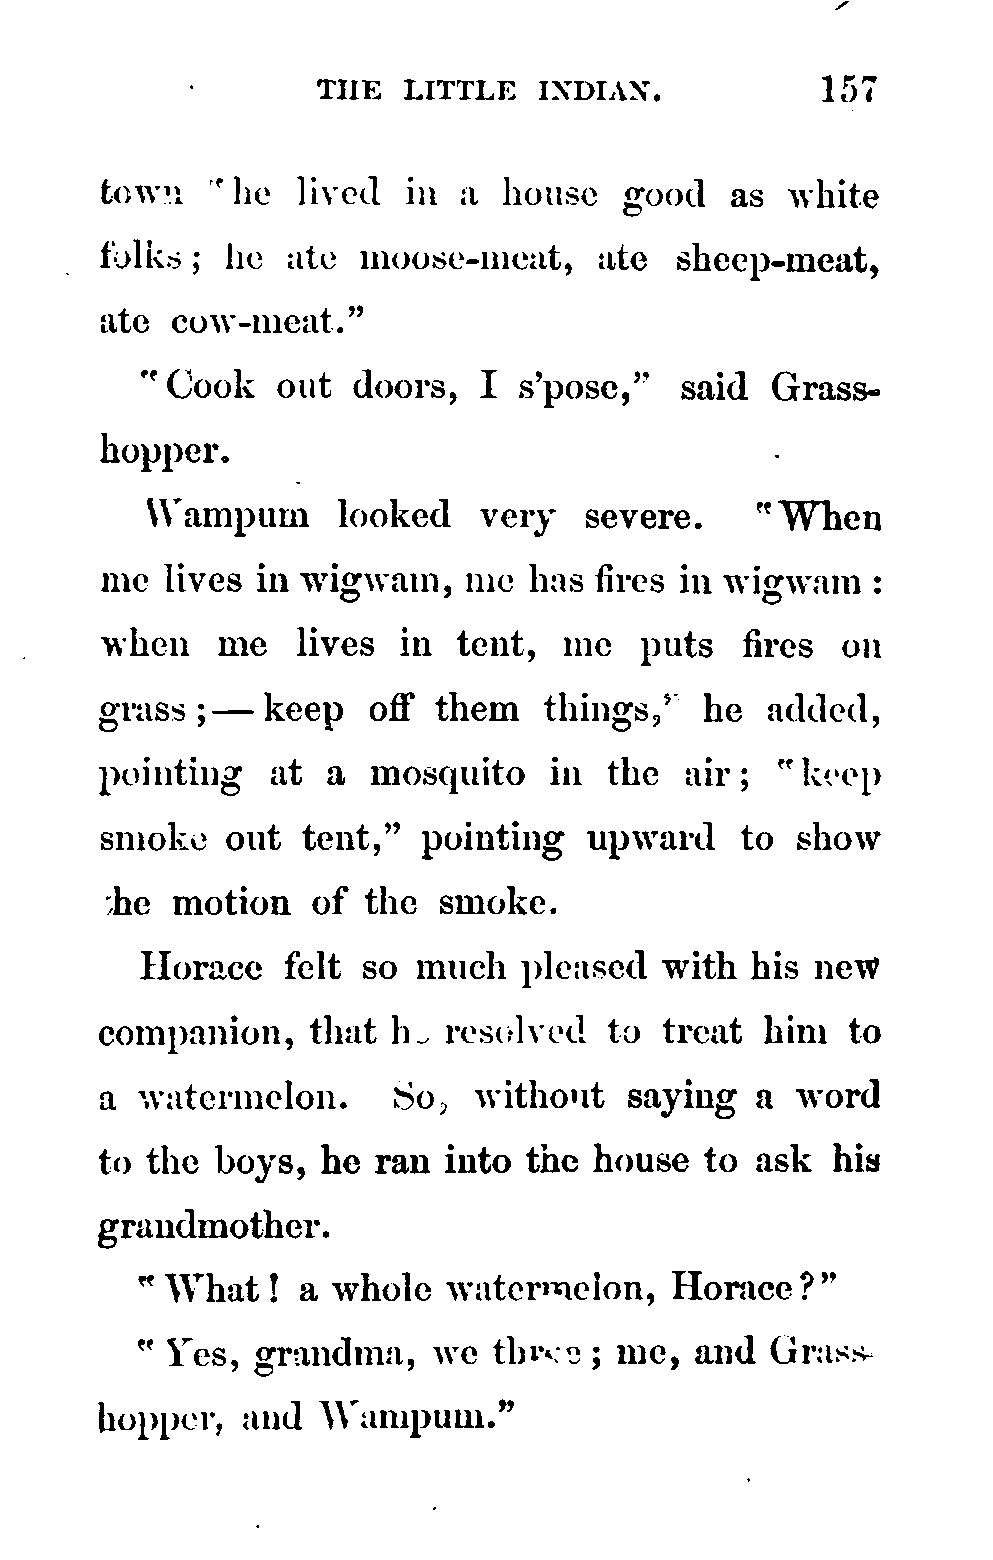 THE LITTLE INDIAN. 157
town "he lived in a house good as white
folks; he ate moose-meat, ate sheep-meat,
ate cow-meat."
"Cook out doors, I s'pose," said Grass-
hopper.
Wampum looked very severe. "When
me lives in wigwam, me has fires in wigwam:
when me lives in tent, me puts fires on
grass;—keep off them things," he added,
pointing at a mosquito in the air; "keep
smoke out tent," pointing upward to show
the motion of the smoke.
Horace felt so much pleased with his new
companion, that he resolved to treat him to
a watermelon. So, without saying a word
to the boys, he ran into the house to ask his
grandmother.
"What! a whole watermelon, Horace?"
"Yes, grandma, we three; me, and Grass-
hopper, and Wampum."